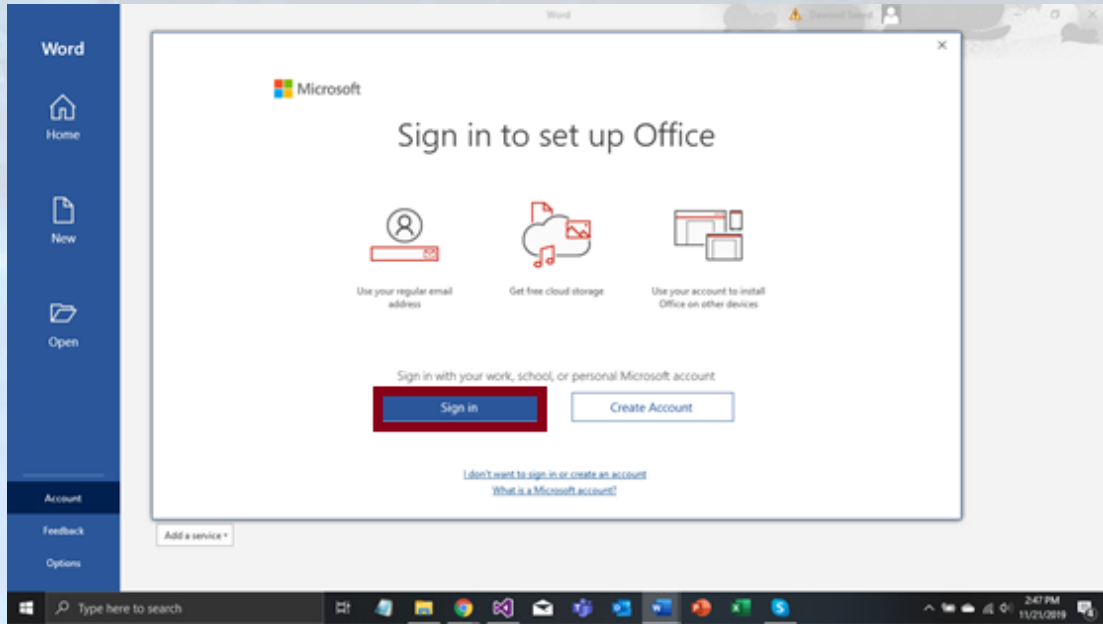 Word
Word
Home
New
Open
Account
Feedback
Options
Microsoft
Sign in to set up Office
Use your regular email
address
Get free cloud storage
Use your account to install
Office on other devices
Sign in with your work, school, or personal Microsoft account
Sign in
Create Account
I don't want to sign in or create an account
What is a Microsoft account?
Add a service
Type here to search
2:47 PM
11/21/2019